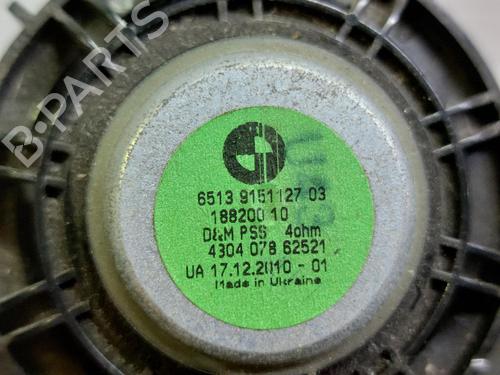 B-PARTS
6513 9151127 03
188200 10
D&M PSS 4ohm
4304 078 62521
UA 17.12.2010 - 01
Made in Ukraine